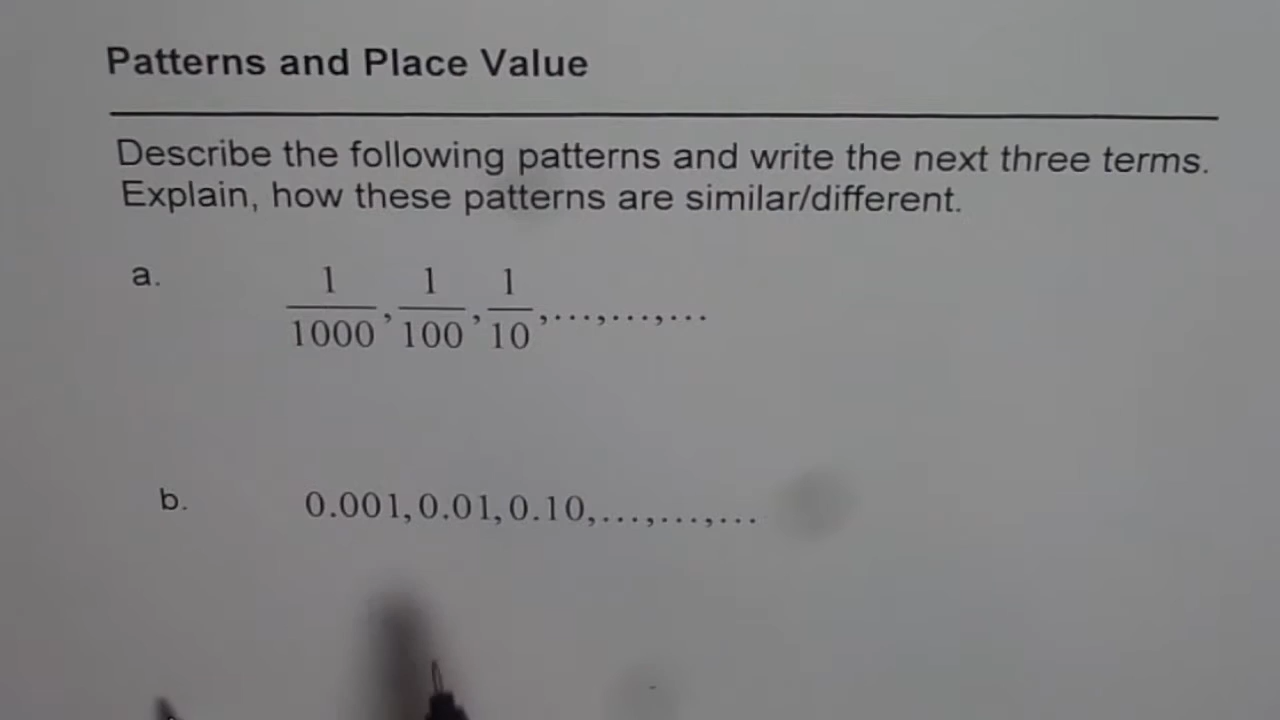 Patterns and Place Value
Describe the following patterns and write the next three terms.
Explain, how these patterns are similar/different.
a. 1/1000, 1/100, 1/10, ..., ..., ...
b. 0.001, 0.01, 0.10, ..., ..., ...